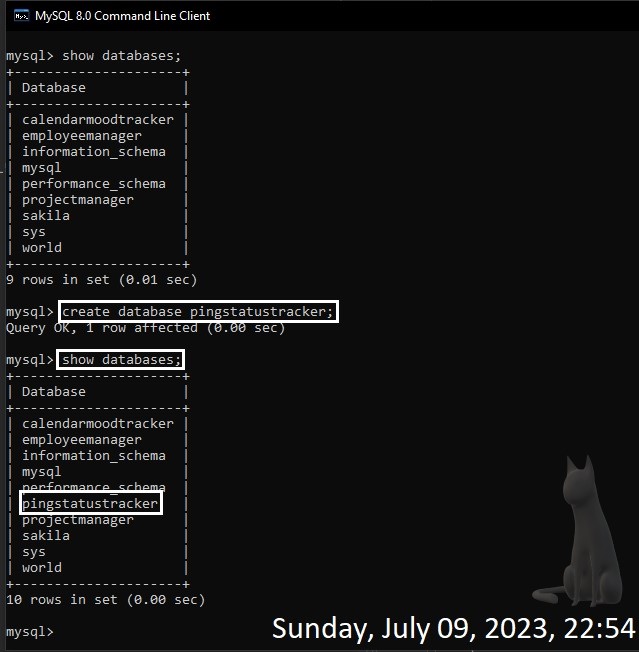 MySQL 8.0 Command Line Client
mysql> show databases;
+---------------------+
| Database            |
+---------------------+
| calendarmoodtracker |
| employeemanager     |
| information_schema  |
| mysql               |
| performance_schema  |
| projectmanager      |
| sakila              |
| sys                 |
| world               |
+---------------------+
9 rows in set (0.01 sec)
mysql> create database pingstatustracker;
Query OK, 1 row affected (0.00 sec)
mysql> show databases;
+---------------------+
| Database            |
+---------------------+
| calendarmoodtracker |
| employeemanager     |
| information_schema  |
| mysql               |
| performance_schema  |
| pingstatustracker   |
| projectmanager      |
| sakila              |
| sys                 |
| world               |
+---------------------+
10 rows in set (0.00 sec)
mysql>
Sunday, July 09, 2023, 22:54